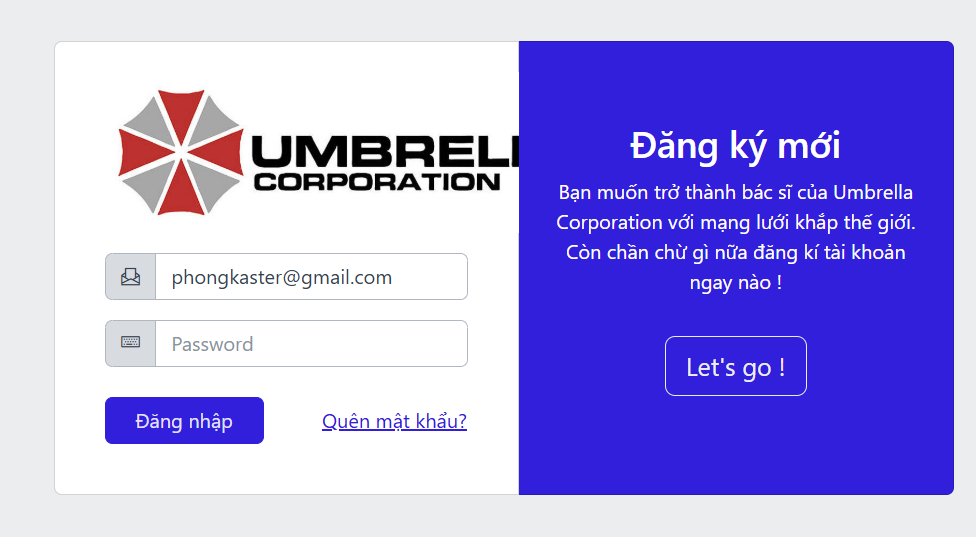 UMBRELL
CORPORATION
phongkaster@gmail.com
Password
Đăng nhập
Quên mật khẩu?
Đăng ký mới
Bạn muốn trở thành bác sĩ của Umbrella
Corporation với mạng lưới khắp thế giới.
Còn chần chừ gì nữa đăng kí tài khoản
ngay nào !
Let's go !